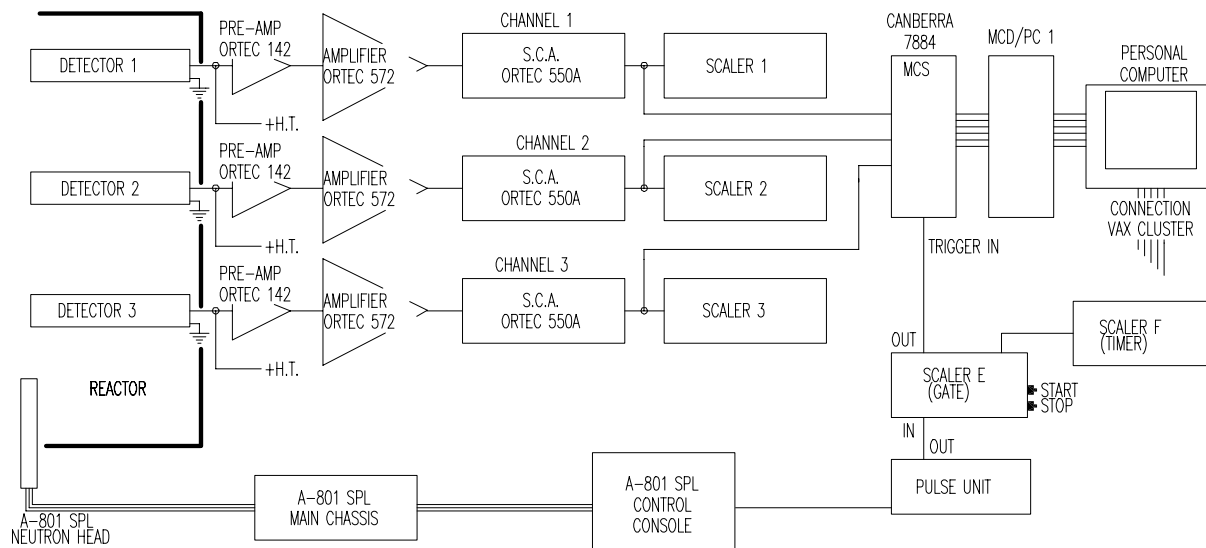 CHANNEL 1
CANBERRA
7884
MCD/PC 1
PERSONAL
COMPUTER
PRE-AMP
ORTEC 142
AMPLIFIER
ORTEC 572
DETECTOR 1
S.C.A.
ORTEC 550A
SCALER 1
MCS
+H.T.
CHANNEL 2
PRE-AMP
ORTEC 142
AMPLIFIER
ORTEC 572
DETECTOR 2
S.C.A.
ORTEC 550A
SCALER 2
CONNECTION
VAX CLUSTER
+H.T.
TRIGGER IN
CHANNEL 3
PRE-AMP
ORTEC 142
AMPLIFIER
ORTEC 572
DETECTOR 3
S.C.A.
ORTEC 550A
SCALER 3
SCALER F
(TIMER)
OUT
+H.T.
SCALER E
(GATE)
START
STOP
REACTOR
IN
OUT
PULSE UNIT
A-801 SPL
MAIN CHASSIS
A-801 SPL
CONTROL
CONSOLE
A-801 SPL
NEUTRON HEAD